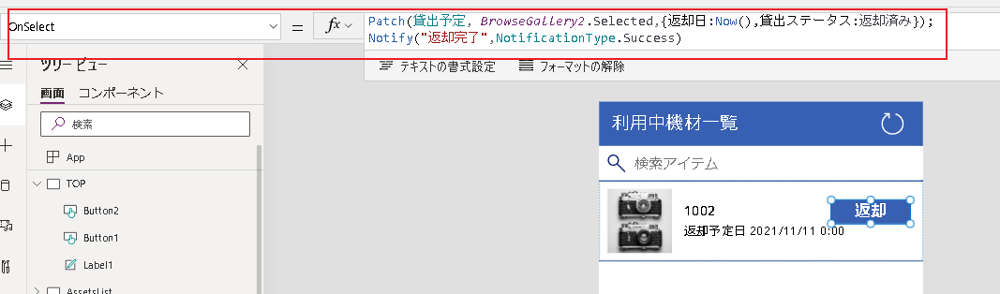 OnSelect
=
fx
Patch(貸出予定, BrowseGallery2.Selected,{返却日:Now(),貸出ステータス:返却済み});
Notify("返却完了",NotificationType.Success)
テキストの書式設定
フォーマットの解除
ツリー ビュー
画面
コンポーネント
検索
App
TOP
Button2
Button1
Label1
AssetsList
利用中機材一覧
検索アイテム
1002
返却
返却予定日 2021/11/11 0:00